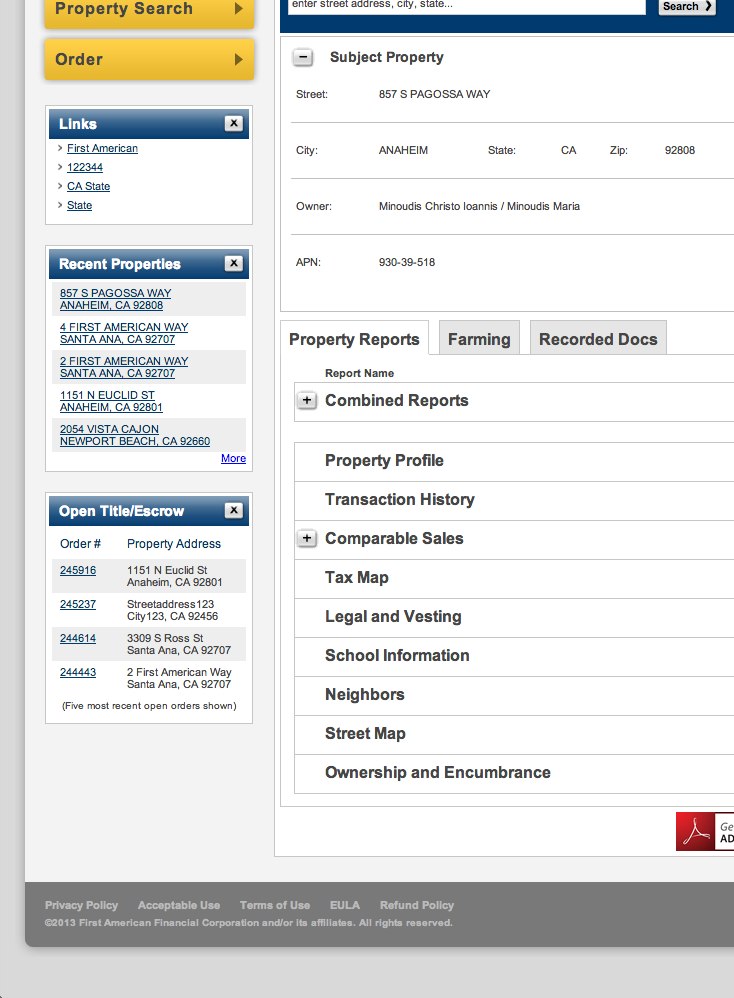 Property Search
Order
Links
x
First American
122344
CA State
State
Recent Properties
x
857 S PAGOSSA WAY
ANAHEIM, CA 92808
4 FIRST AMERICAN WAY
SANTA ANA, CA 92707
2 FIRST AMERICAN WAY
SANTA ANA, CA 92707
1151 N EUCLID ST
ANAHEIM, CA 92801
2054 VISTA CAJON
NEWPORT BEACH, CA 92660
More
Open Title/Escrow
x
Order # Property Address
245916 1151 N Euclid St
Anaheim, CA 92801
245237 Streetaddress123
City123, CA 92456
244614 3309 S Ross St
Santa Ana, CA 92707
244443 2 First American Way
Santa Ana, CA 92707
(Five most recent open orders shown)
enter street address, city, state...
Search
Subject Property
Street: 857 S PAGOSSA WAY
City: ANAHEIM State: CA Zip: 92808
Owner: Minoudis Christo Ioannis / Minoudis Maria
APN: 930-39-518
Property Reports Farming Recorded Docs
Report Name
+ Combined Reports
Property Profile
Transaction History
+ Comparable Sales
Tax Map
Legal and Vesting
School Information
Neighbors
Street Map
Ownership and Encumbrance
Privacy Policy Acceptable Use Terms of Use EULA Refund Policy
©2013 First American Financial Corporation and/or its affiliates. All rights reserved.